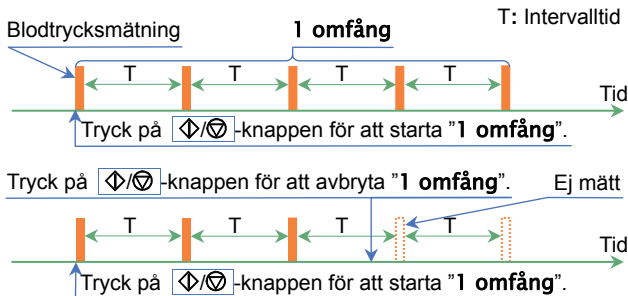 T: Intervalltid
Blodtrycksmätning
1 omfång
T T T T
Tid
Tryck på / -knappen för att starta ”1 omfång”.
Tryck på / -knappen för att avbryta ”1 omfång”.
Ej mätt
T T T T
Tid
Tryck på / -knappen för att starta ”1 omfång”.